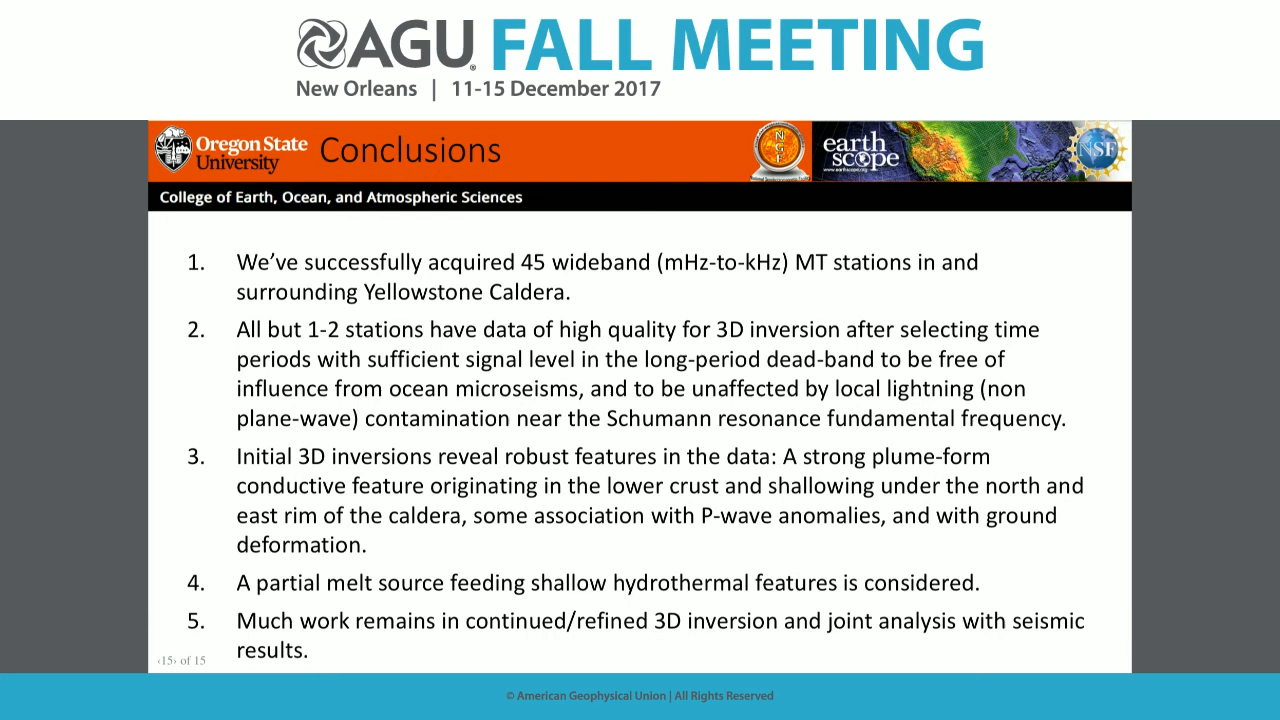 AGU FALL MEETING
New Orleans | 11-15 December 2017
Oregon State
University
Conclusions
NGF
earth
scope
www.earthscope.org
NSF
College of Earth, Ocean, and Atmospheric Sciences
1. We’ve successfully acquired 45 wideband (mHz-to-kHz) MT stations in and
surrounding Yellowstone Caldera.
2. All but 1-2 stations have data of high quality for 3D inversion after selecting time
periods with sufficient signal level in the long-period dead-band to be free of
influence from ocean microseisms, and to be unaffected by local lightning (non
plane-wave) contamination near the Schumann resonance fundamental frequency.
3. Initial 3D inversions reveal robust features in the data: A strong plume-form
conductive feature originating in the lower crust and shallowing under the north and
east rim of the caldera, some association with P-wave anomalies, and with ground
deformation.
4. A partial melt source feeding shallow hydrothermal features is considered.
5. Much work remains in continued/refined 3D inversion and joint analysis with seismic
results.
‹15› of 15
© American Geophysical Union | All Rights Reserved